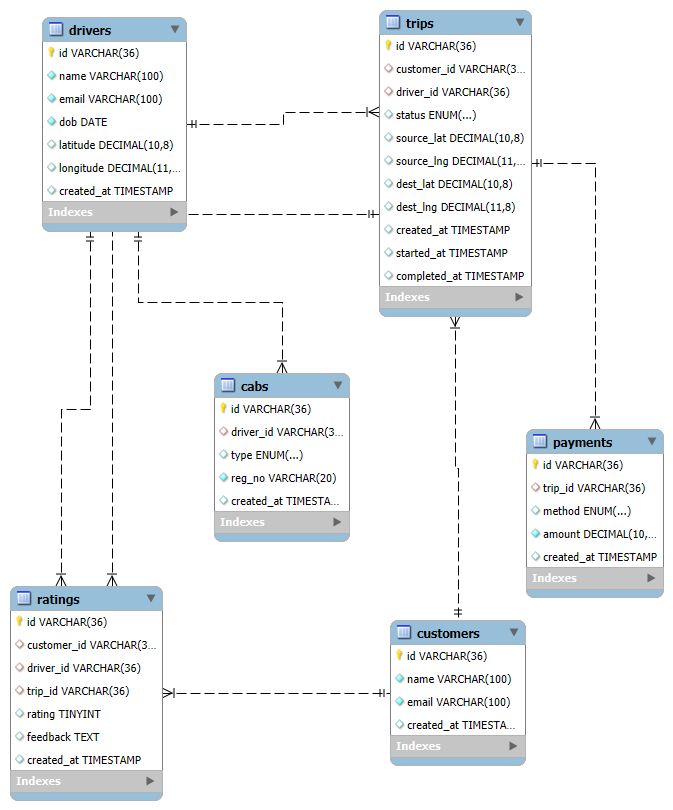 drivers
id VARCHAR(36)
name VARCHAR(100)
email VARCHAR(100)
dob DATE
latitude DECIMAL(10,8)
longitude DECIMAL(11,...
created_at TIMESTAMP
Indexes
trips
id VARCHAR(36)
customer_id VARCHAR(3...
driver_id VARCHAR(36)
status ENUM(...)
source_lat DECIMAL(10,8)
source_lng DECIMAL(11,...
dest_lat DECIMAL(10,8)
dest_lng DECIMAL(11,8)
created_at TIMESTAMP
started_at TIMESTAMP
completed_at TIMESTAMP
Indexes
cabs
id VARCHAR(36)
driver_id VARCHAR(3...
type ENUM(...)
reg_no VARCHAR(20)
created_at TIMESTA...
Indexes
payments
id VARCHAR(36)
trip_id VARCHAR(36)
method ENUM(...)
amount DECIMAL(10,...
created_at TIMESTAMP
Indexes
ratings
id VARCHAR(36)
customer_id VARCHAR(3...
driver_id VARCHAR(36)
trip_id VARCHAR(36)
rating TINYINT
feedback TEXT
created_at TIMESTAMP
Indexes
customers
id VARCHAR(36)
name VARCHAR(100)
email VARCHAR(100)
created_at TIMESTA...
Indexes